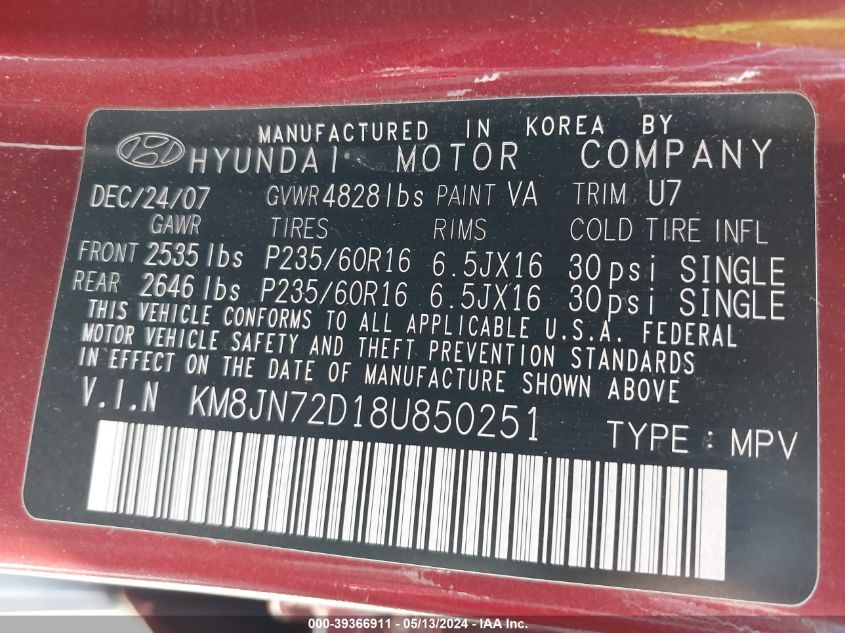 MANUFACTURED IN KOREA BY
HYUNDAI MOTOR COMPANY
DEC/24/07 GVWR 4828 lbs PAINT VA TRIM U7
GAWR TIRES RIMS COLD TIRE INFL
FRONT 2535 lbs P235/60R16 6.5JX16 30psi SINGLE
REAR 2646 lbs P235/60R16 6.5JX16 30psi SINGLE
THIS VEHICLE CONFORMS TO ALL APPLICABLE U.S.A. FEDERAL
MOTOR VEHICLE SAFETY AND THEFT PREVENTION STANDARDS
IN EFFECT ON THE DATE OF MANUFACTURE SHOWN ABOVE
V.I.N KM8JN72D18U850251 TYPE : MPV
000-39366911 - 05/13/2024 - IAA Inc.